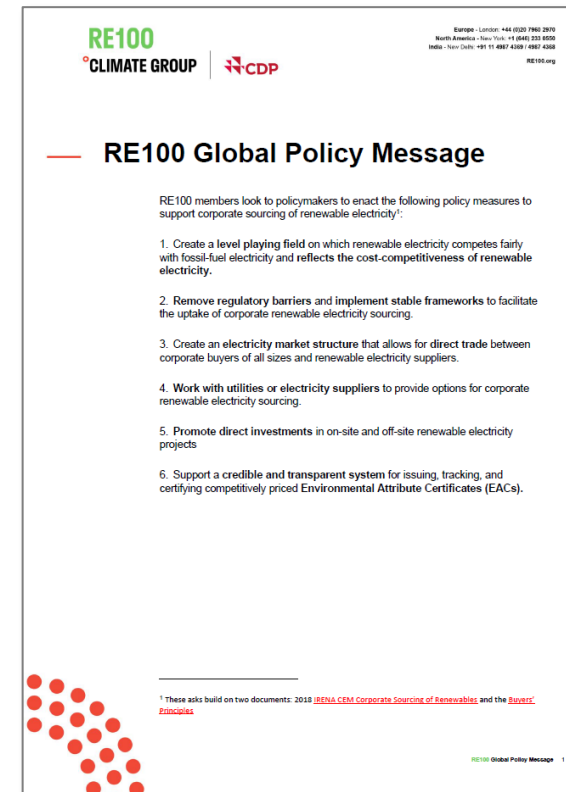 RE100
°CLIMATE GROUP
CDP
Europe - London: +44 (0)20 7960 2970
North America - New York: +1 (646) 233 0550
India - New Delhi: +91 11 4987 4369 / 4987 4368
RE100.org
RE100 Global Policy Message
RE100 members look to policymakers to enact the following policy measures to
support corporate sourcing of renewable electricity¹:
1. Create a level playing field on which renewable electricity competes fairly
with fossil-fuel electricity and reflects the cost-competitiveness of renewable
electricity.
2. Remove regulatory barriers and implement stable frameworks to facilitate
the uptake of corporate renewable electricity sourcing.
3. Create an electricity market structure that allows for direct trade between
corporate buyers of all sizes and renewable electricity suppliers.
4. Work with utilities or electricity suppliers to provide options for corporate
renewable electricity sourcing.
5. Promote direct investments in on-site and off-site renewable electricity
projects
6. Support a credible and transparent system for issuing, tracking, and
certifying competitively priced Environmental Attribute Certificates (EACs).
¹ These asks build on two documents: 2018 IRENA CEM Corporate Sourcing of Renewables and the Buyers'
Principles
RE100 Global Policy Message 1